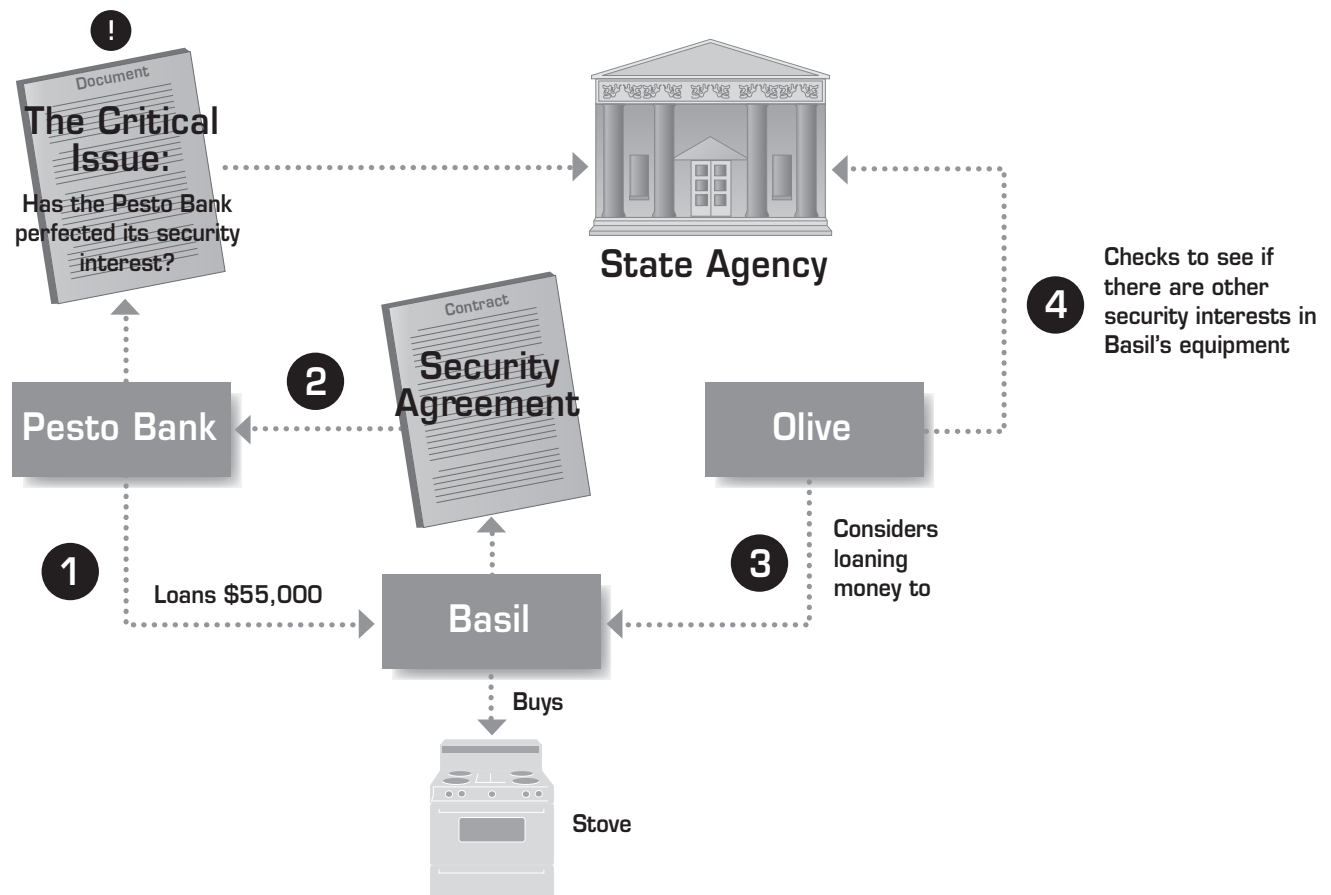 !
Document
The Critical
Issue:
Has the Pesto Bank
perfected its security
interest?
State Agency
4
Checks to see if
there are other
security interests in
Basil's equipment
Contract
Security
Agreement
2
Pesto Bank
Olive
1
Loans $55,000
3
Considers
loaning
money to
Basil
Buys
Stove